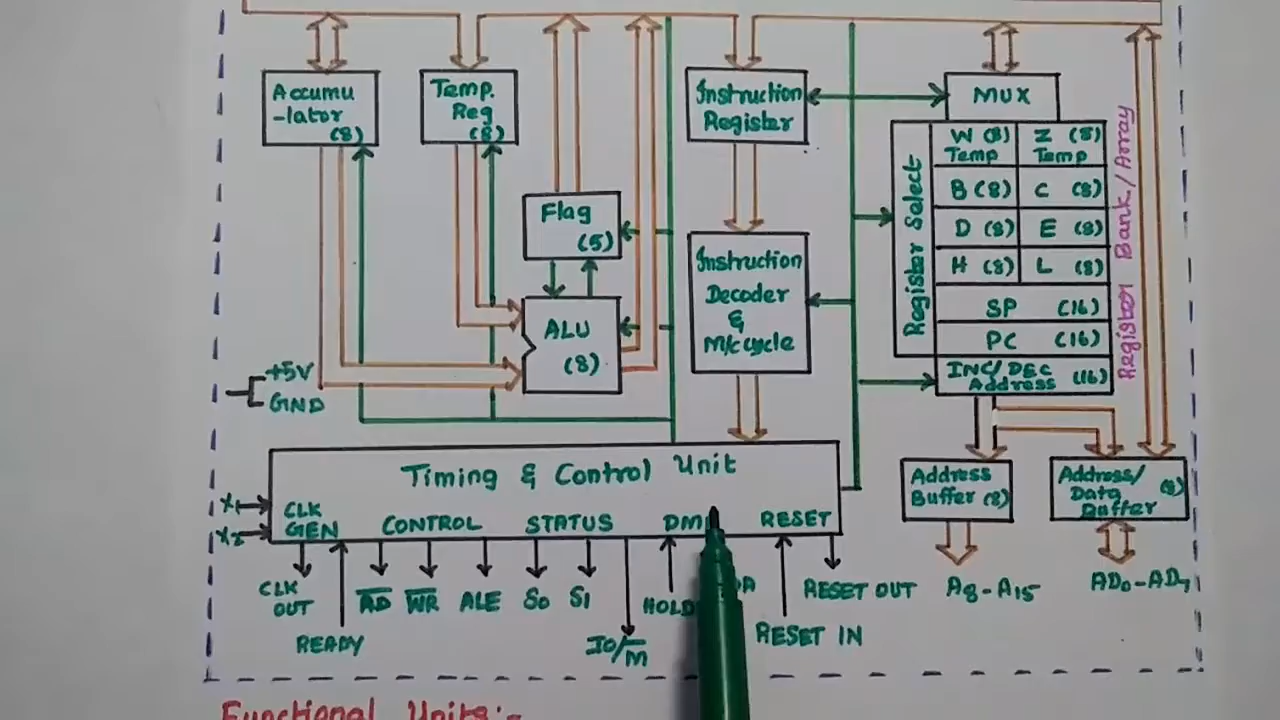 Accumu
-lator
(8)
Temp.
Reg
(8)
Instruction
Register
MUX
W (8)
Temp
Z (8)
Temp
B (8)
C (8)
D (8)
E (8)
H (8)
L (8)
SP (16)
PC (16)
INC/DEC
Address (16)
Register Select
Register Bank/Array
Flag
(5)
Instruction
Decoder
&
M/c cycle
ALU
(8)
+5V
GND
Timing & Control Unit
X1
X2
CLK
GEN
CONTROL
STATUS
RESET
Address
Buffer (8)
Address/
Data (8)
Buffer
CLK
OUT
READY
WR
ALE
S0
S1
IO/M̅
HOLD
RESET IN
RESET OUT
A8-A15
AD0-AD7
Functional Units:-